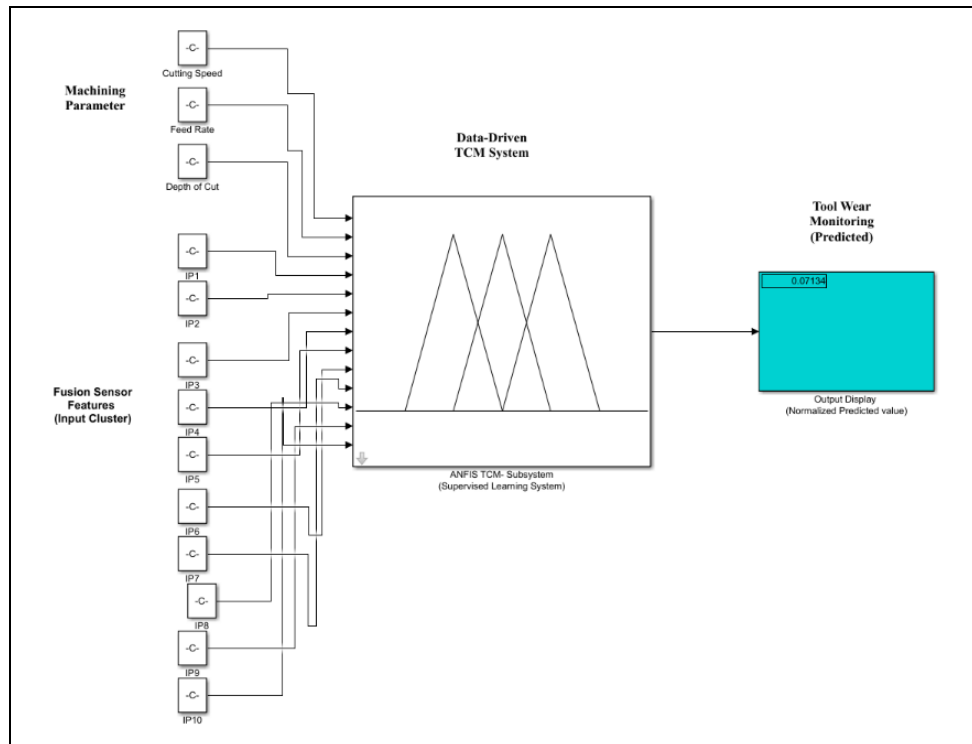 -C-
Cutting Speed
Machining
Parameter
-C-
Feed Rate
-C-
Depth of Cut
Data-Driven
TCM System
Tool Wear
Monitoring
(Predicted)
-C-
IP1
-C-
IP2
-C-
IP3
Fusion Sensor
Features
(Input Cluster)
-C-
IP4
-C-
IP5
-C-
IP6
-C-
IP7
-C-
IP8
-C-
IP9
-C-
IP10
ANFIS TCM- Subsystem
(Supervised Learning System)
0.07134
Output Display
(Normalized Predicted value)